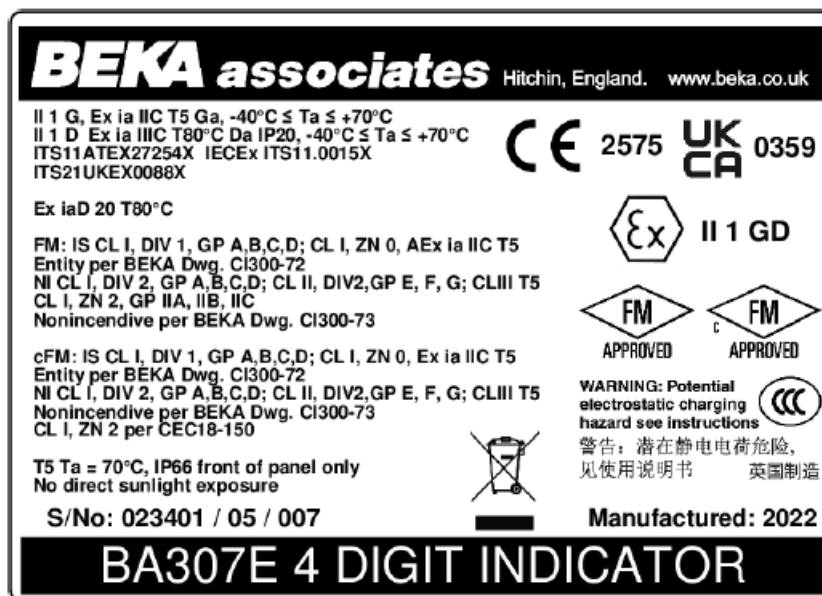 BEKA associates Hitchin, England. www.beka.co.uk
II 1 G, Ex ia IIC T5 Ga, -40°C ≤ Ta ≤ +70°C
II 1 D Ex ia IIIC T80°C Da IP20, -40°C ≤ Ta ≤ +70°C
ITS11ATEX27254X IECEx ITS11.0015X
ITS21UKEX0088X
Ex iaD 20 T80°C
FM: IS CL I, DIV 1, GP A,B,C,D; CL I, ZN 0, AEx ia IIC T5
Entity per BEKA Dwg. CI300-72
NI CL I, DIV 2, GP A,B,C,D; CL II, DIV2,GP E, F, G; CLIII T5
CL I, ZN 2, GP IIA, IIB, IIC
Nonincendive per BEKA Dwg. CI300-73
cFM: IS CL I, DIV 1, GP A,B,C,D; CL I, ZN 0, Ex ia IIC T5
Entity per BEKA Dwg. CI300-72
NI CL I, DIV 2, GP A,B,C,D; CL II, DIV2,GP E, F, G; CLIII T5
Nonincendive per BEKA Dwg. CI300-73
CL I, ZN 2 per CEC18-150
T5 Ta = 70°C, IP66 front of panel only
No direct sunlight exposure
S/No: 023401 / 05 / 007
CE 2575 UK CA 0359
Ex II 1 GD
FM APPROVED
c FM APPROVED
WARNING: Potential
electrostatic charging
hazard see instructions
CCC
警告：潜在静电电荷危险，
见使用说明书 英国制造
Manufactured: 2022
BA307E 4 DIGIT INDICATOR